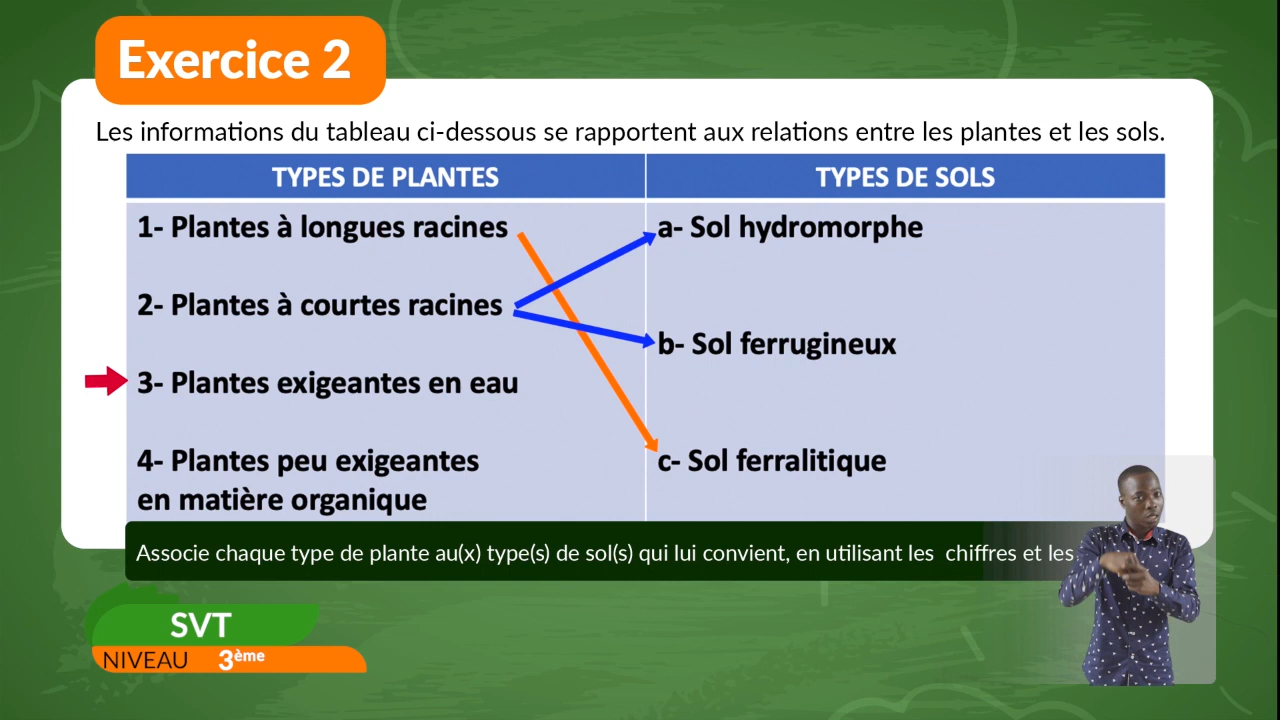 Exercice 2
Les informations du tableau ci-dessous se rapportent aux relations entre les plantes et les sols.
TYPES DE PLANTES
TYPES DE SOLS
1- Plantes à longues racines
a- Sol hydromorphe
2- Plantes à courtes racines
b- Sol ferrugineux
3- Plantes exigeantes en eau
4- Plantes peu exigeantes
c- Sol ferralitique
en matière organique
Associe chaque type de plante au(x) type(s) de sol(s) qui lui convient, en utilisant les chiffres et les
SVT
NIVEAU 3ème